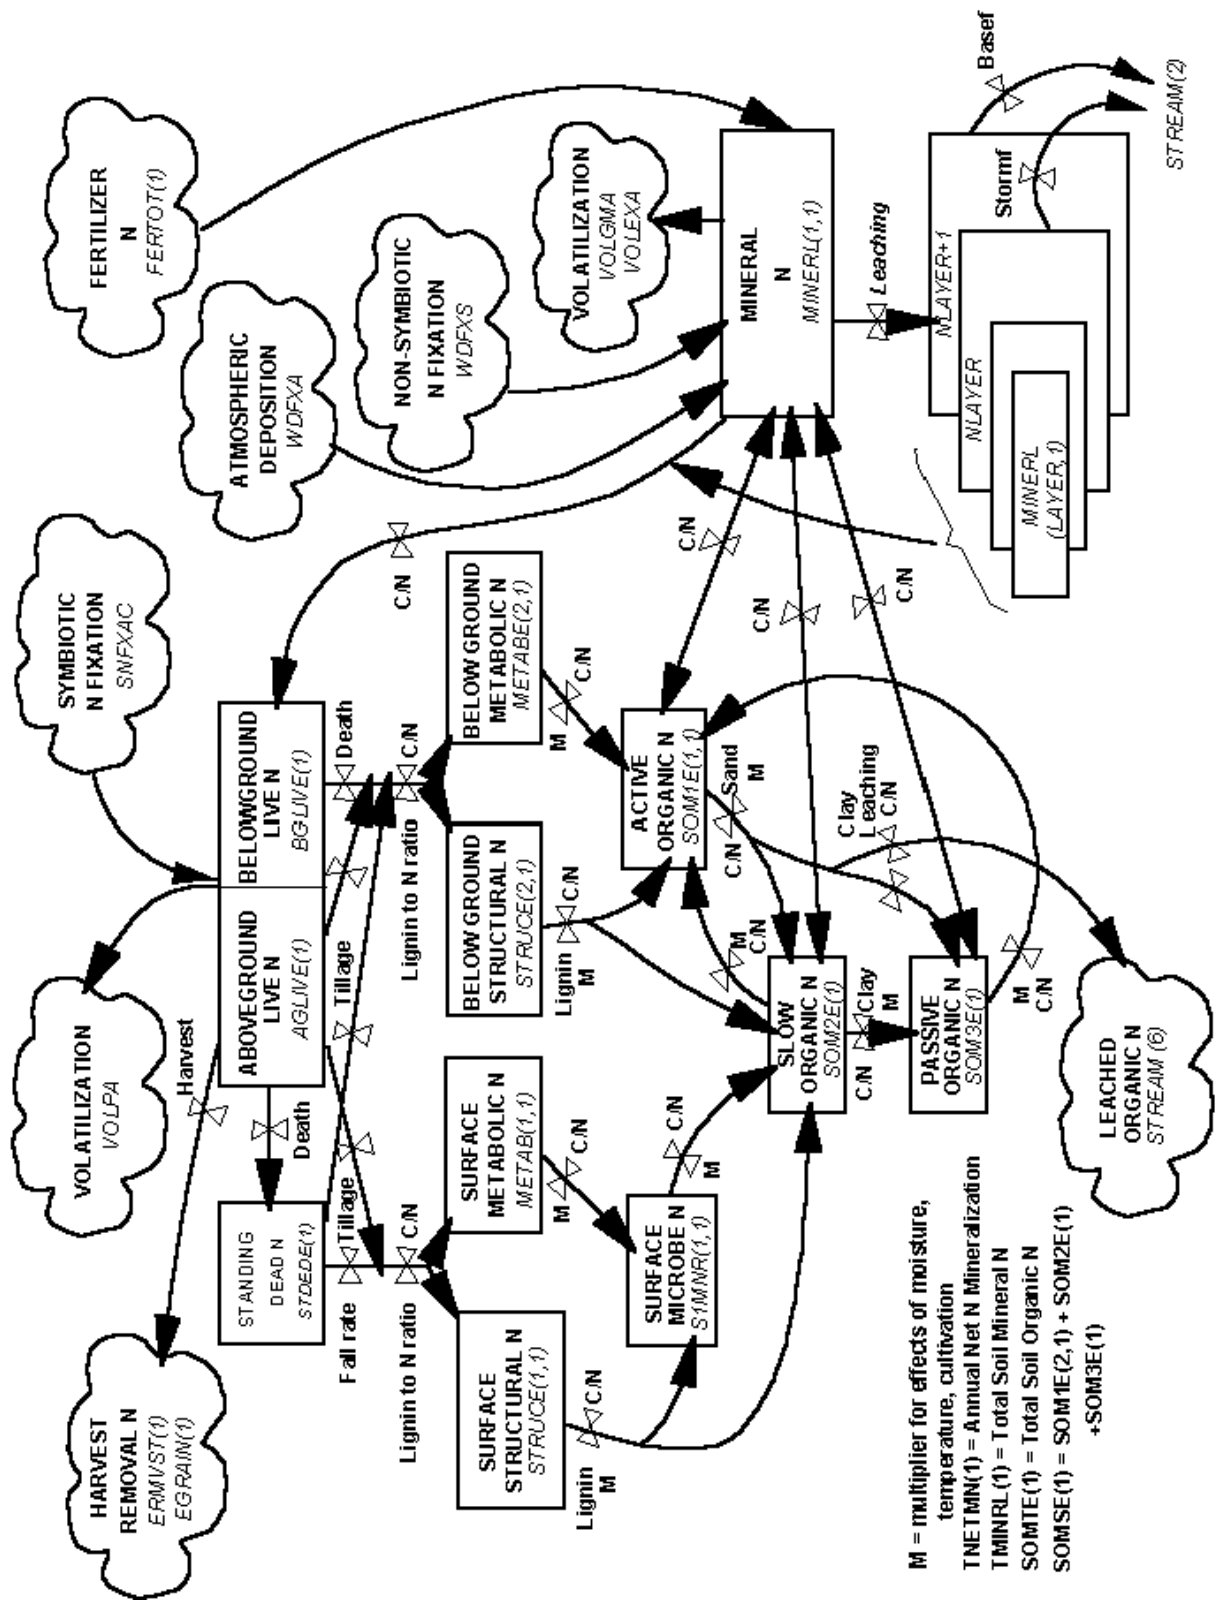 HARVEST
REMOVAL N
ERMVST(1)
EGRAIN(1)
VOLATILIZATION
VOLPA
SYMBIOTIC
N FIXATION
SNFXAC
ATMOSPHERIC
DEPOSITION
WDFXA
FERTILIZER
N
FERTOT(1)
NON-SYMBIOTIC
N FIXATION
WDFXS
VOLATILIZATION
VOLGMA
VOLEXA
Harvest
STANDING
DEAD N
STDEDE(1)
Death
ABOVEGROUND
LIVE N
AGLIVE(1)
BELOWGROUND
LIVE N
BGLIVE(1)
Fall rate
Tillage
Tillage
Death
C/N
Lignin to N ratio
C/N
Lignin to N ratio
C/N
SURFACE
STRUCTURAL N
STRUCE(1,1)
SURFACE
METABOLIC N
METAB(1,1)
BELOW GROUND
STRUCTURAL N
STRUCE(2,1)
BELOW GROUND
METABOLIC N
METABE(2,1)
MINERAL
N
MINERL(1,1)
Lignin
M
C/N
M
C/N
Lignin
M
C/N
M
C/N
SURFACE
MICROBE N
S1MNR(1,1)
ACTIVE
ORGANIC N
SOM1E(1,1)
C/N
M
C/N
M
C/N
C/N
Sand
M
C/N
C/N
SLOW
ORGANIC N
SOM2E(1)
C/N
Clay
M
Clay
Leaching
C/N
PASSIVE
ORGANIC N
SOM3E(1)
M
C/N
Leaching
NLAYER+1
NLAYER
MINERL
(LAYER,1)
Stormf
Basef
STREAM(2)
LEACHED
ORGANIC N
STREAM (6)
M = multiplier for effects of moisture,
temperature, cultivation
TNETMN(1) = Annual Net N Mineralization
TMINRL(1) = Total Soil Mineral N
SOMTE(1) = Total Soil Organic N
SOMSE(1) = SOM1E(2,1) + SOM2E(1)
+SOM3E(1)